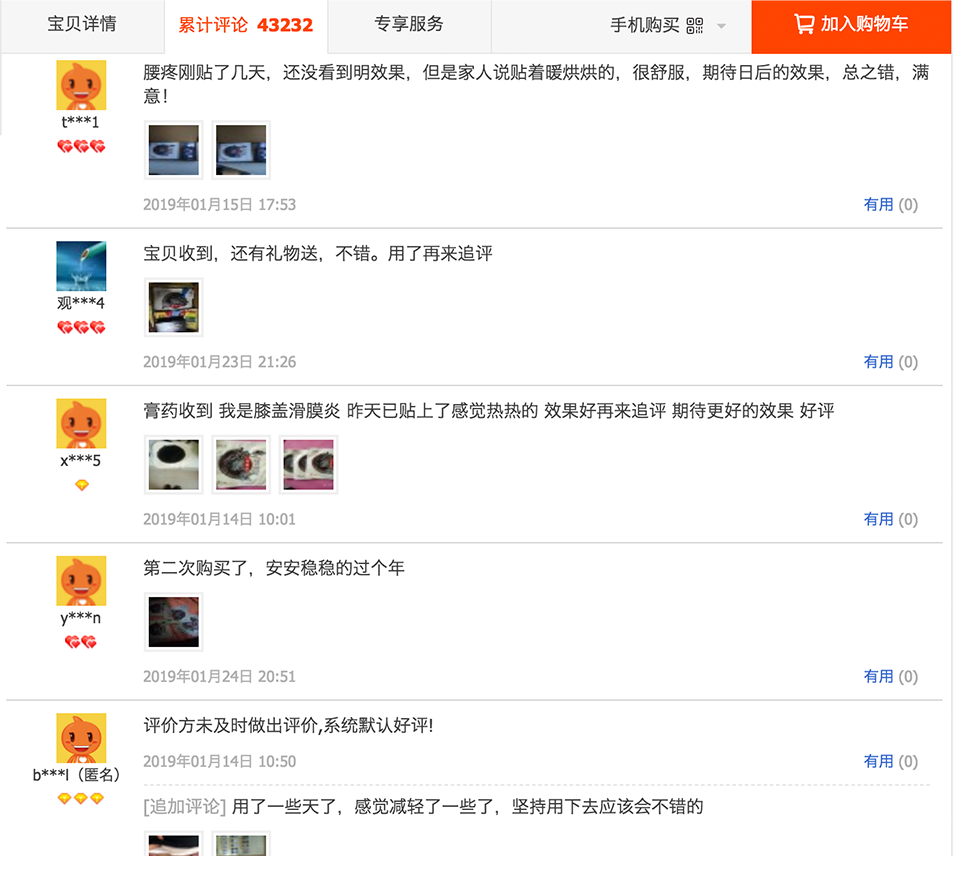 宝贝详情
累计评论 43232
专享服务
手机购买
加入购物车
腰疼刚贴了几天，还没看到明效果，但是家人说贴着暖烘烘的，很舒服，期待日后的效果，总之错，满
意！
t***1
2019年01月15日 17:53
有用 (0)
宝贝收到，还有礼物送，不错。用了再来追评
观***4
2019年01月23日 21:26
有用 (0)
膏药收到 我是膝盖滑膜炎 昨天已贴上了感觉热热的 效果好再来追评 期待更好的效果 好评
x***5
2019年01月14日 10:01
有用 (0)
第二次购买了，安安稳稳的过个年
y***n
2019年01月24日 20:51
有用 (0)
评价方未及时做出评价,系统默认好评!
b***l（匿名）
2019年01月14日 10:50
有用 (0)
[追加评论] 用了一些天了，感觉减轻了一些了，坚持用下去应该会不错的